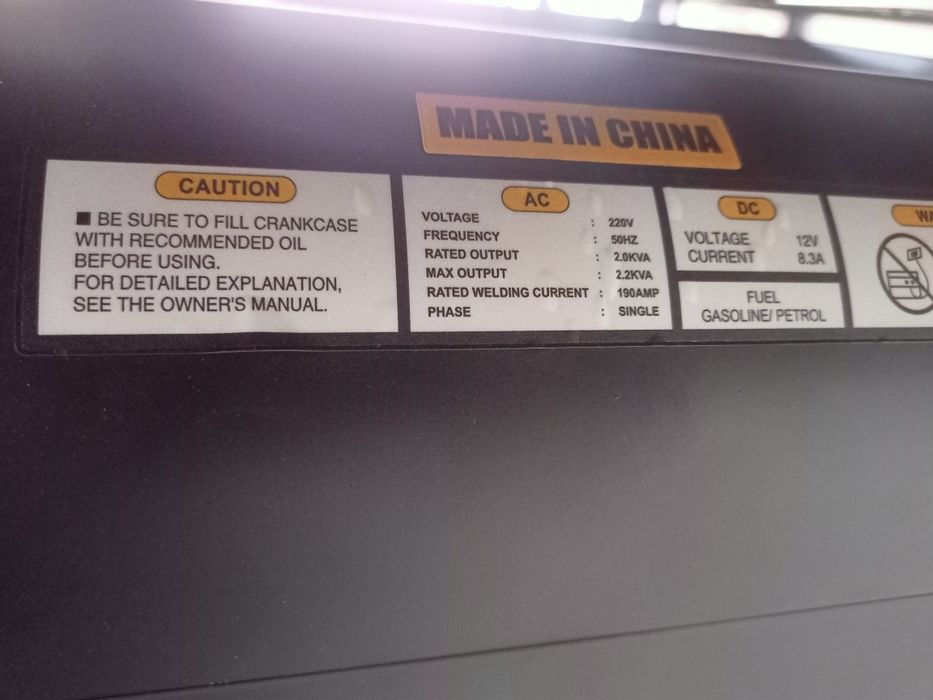 MADE IN CHINA
CAUTION
■ BE SURE TO FILL CRANKCASE
WITH RECOMMENDED OIL
BEFORE USING.
FOR DETAILED EXPLANATION,
SEE THE OWNER'S MANUAL.
AC
VOLTAGE : 220V
FREQUENCY : 50HZ
RATED OUTPUT : 2.0KVA
MAX OUTPUT : 2.2KVA
RATED WELDING CURRENT : 190AMP
PHASE : SINGLE
DC
VOLTAGE 12V
CURRENT 8.3A
FUEL
GASOLINE/ PETROL